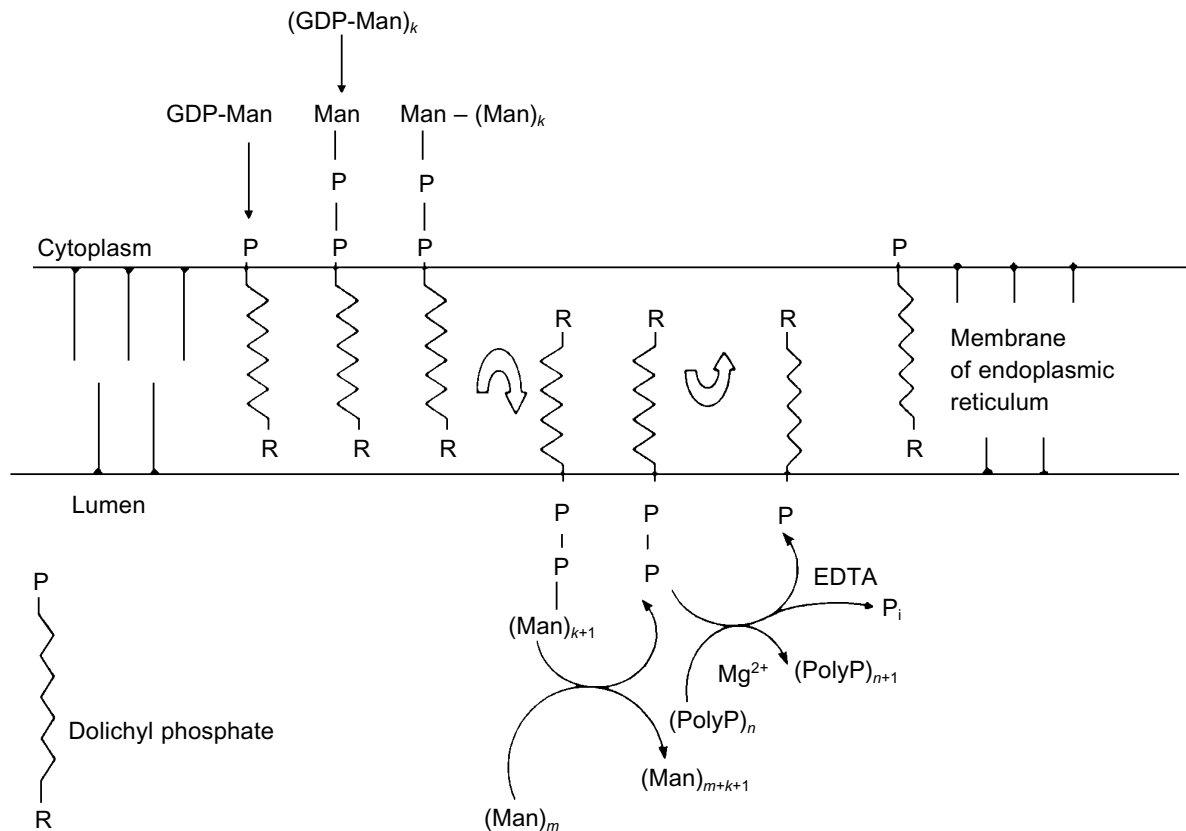 (GDP-Man)k
GDP-Man Man Man – (Man)k
P P
Cytoplasm P P P P
R R R
Membrane
of endoplasmic
reticulum
R R R R
Lumen
P P P
P P
P EDTA
Pi
(Man)k+1
Mg2+ (PolyP)n+1
(PolyP)n
Dolichyl phosphate
(Man)m+k+1
(Man)m
R